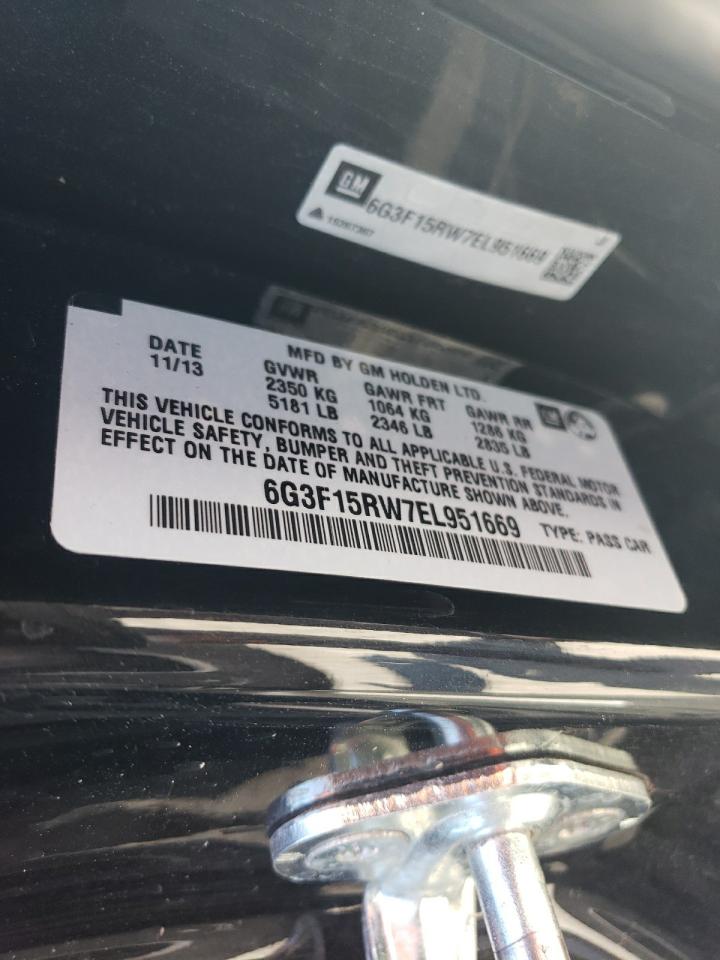 GM
6G3F15RW7EL951669
MFD BY GM HOLDEN LTD.
DATE GVWR GAWR FRT GAWR RR
11/13 2350 KG 1064 KG 1286 KG
5181 LB 2346 LB 2835 LB
GM
THIS VEHICLE CONFORMS TO ALL APPLICABLE U.S. FEDERAL MOTOR
VEHICLE SAFETY, BUMPER AND THEFT PREVENTION STANDARDS IN
EFFECT ON THE DATE OF MANUFACTURE SHOWN ABOVE.
6G3F15RW7EL951669 TYPE: PASS CAR